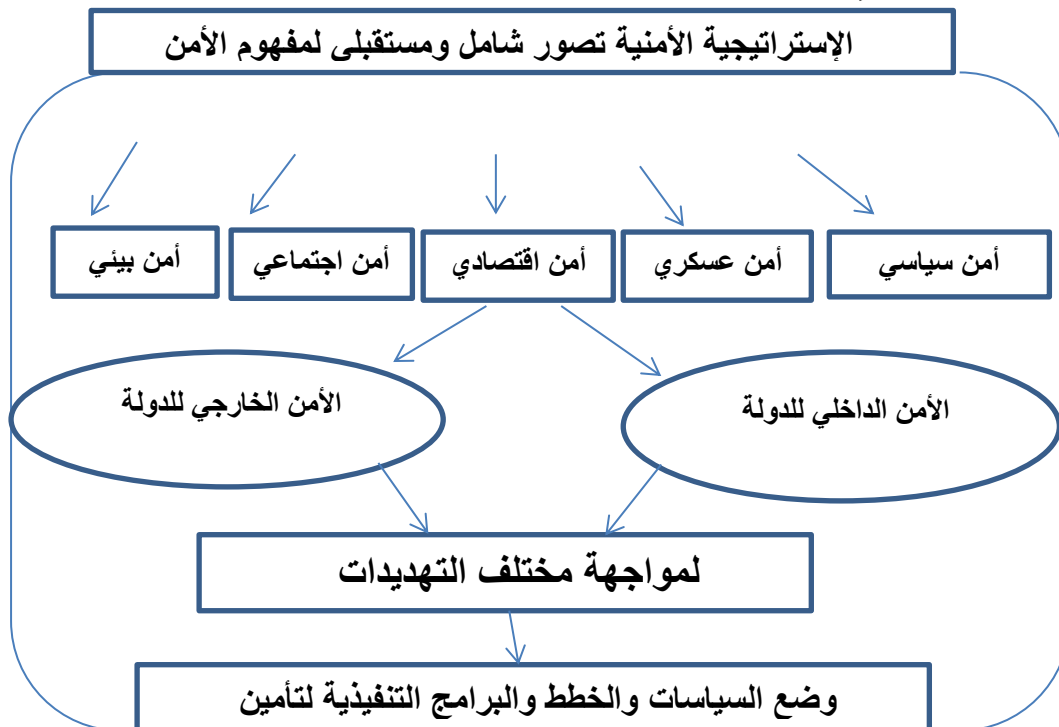 الإستراتيجية الأمنية تصور شامل ومستقبلى لمفهوم الأمن
أمن سياسي
أمن عسكري
أمن اقتصادي
أمن اجتماعي
أمن بيئي
الأمن الداخلي للدولة
الأمن الخارجي للدولة
لمواجهة مختلف التهديدات
وضع السياسات والخطط والبرامج التنفيذية لتأمين